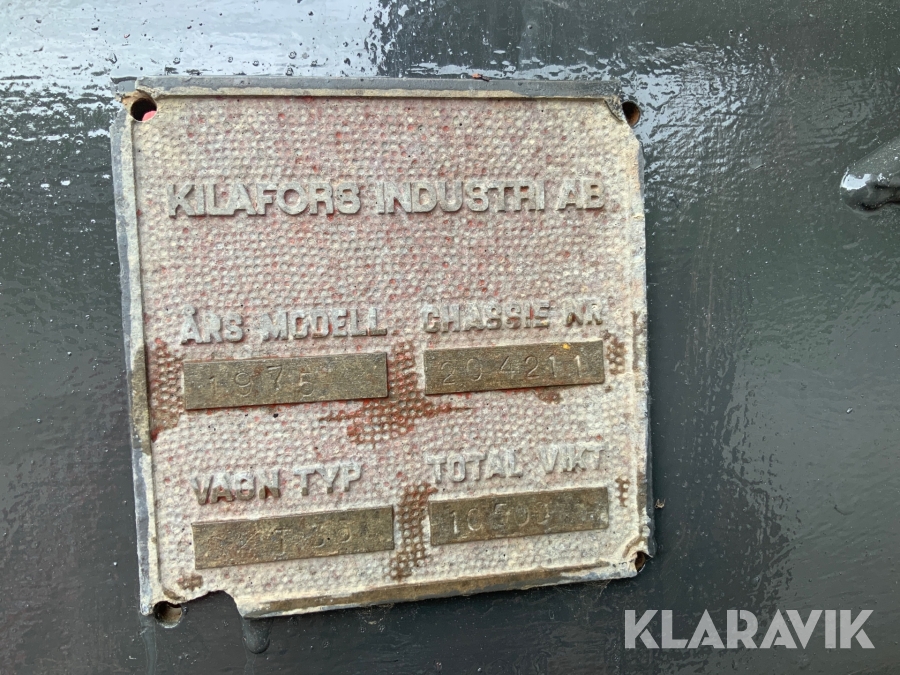 KILAFORS INDUSTRI AB
ÅRS MODELL CHASSIE NR
1975 204211
VAGN TYP TOTAL VIKT
KLARAVIK